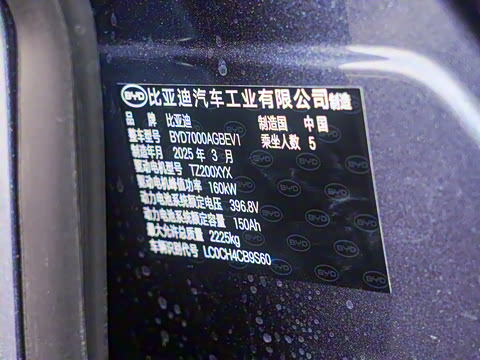 BYD 比亚迪汽车工业有限公司制造
品 牌 比亚迪 制造国 中国
整车型号 BYD7000AGBEV1 乘坐人数 5
制造年月 2025 年 3 月
驱动电机型号 TZ200XYX
驱动电机峰值功率 160kW
动力电池系统额定电压 396.8V
动力电池系统额定容量 150Ah
最大允许总质量 2225kg
车辆识别代号 LC0CH4CB9S60